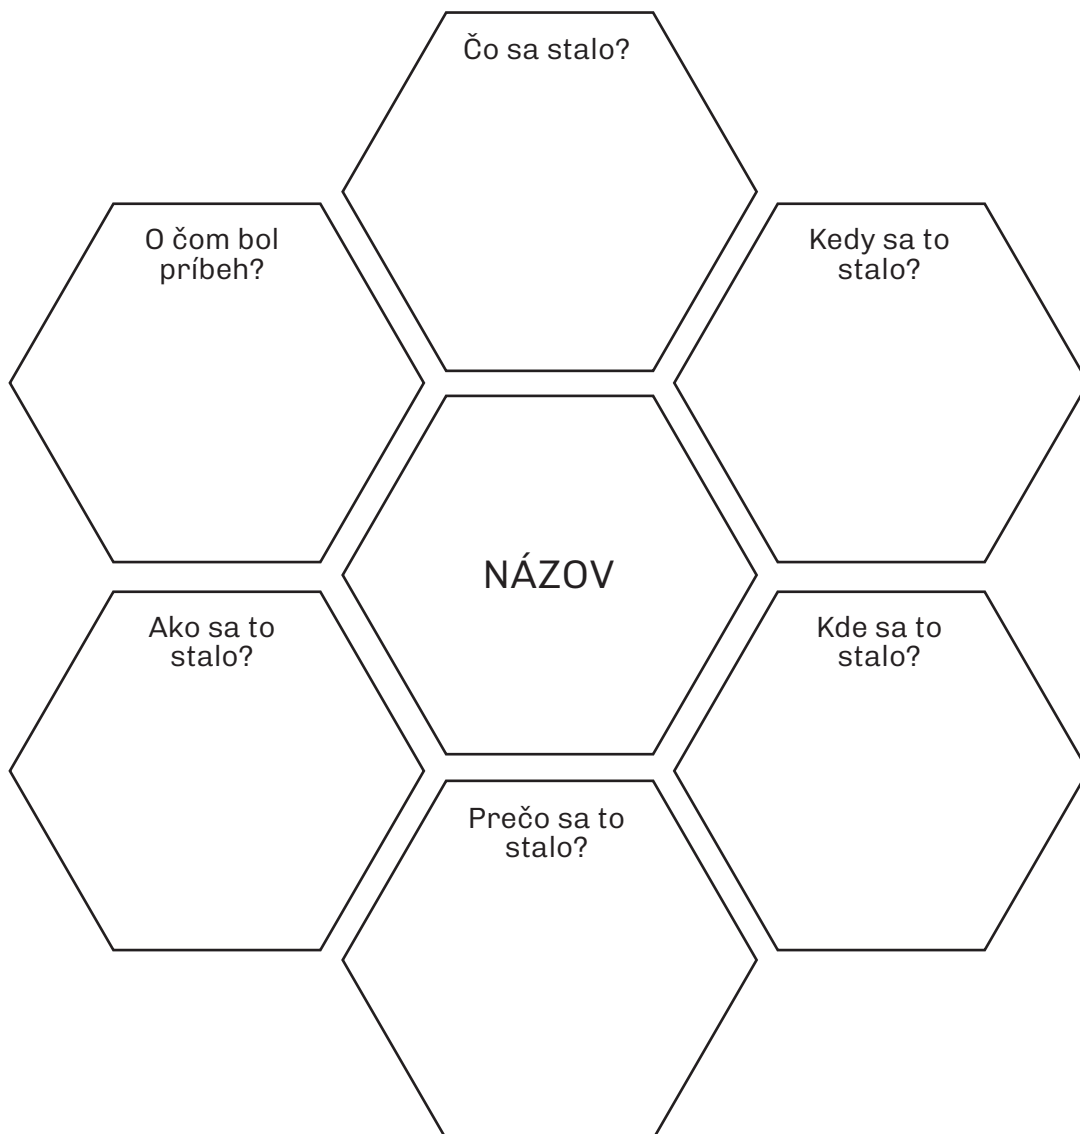 Čo sa stalo?
O čom bol
príbeh?
Kedy sa to
stalo?
NÁZOV
Ako sa to
stalo?
Kde sa to
stalo?
Prečo sa to
stalo?